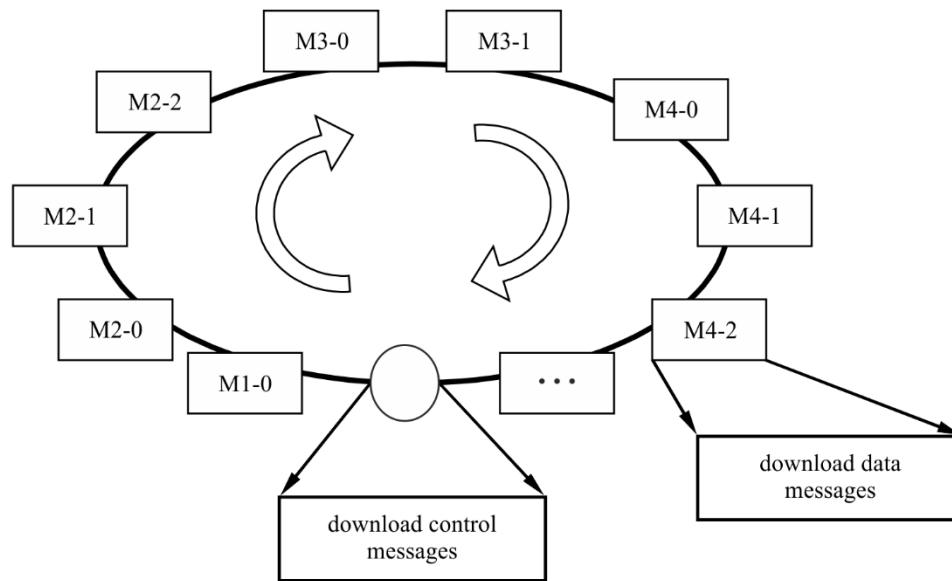 M3-0
M3-1
M2-2
M4-0
M2-1
M4-1
M2-0
M4-2
M1-0
• • •
download data
messages
download control
messages